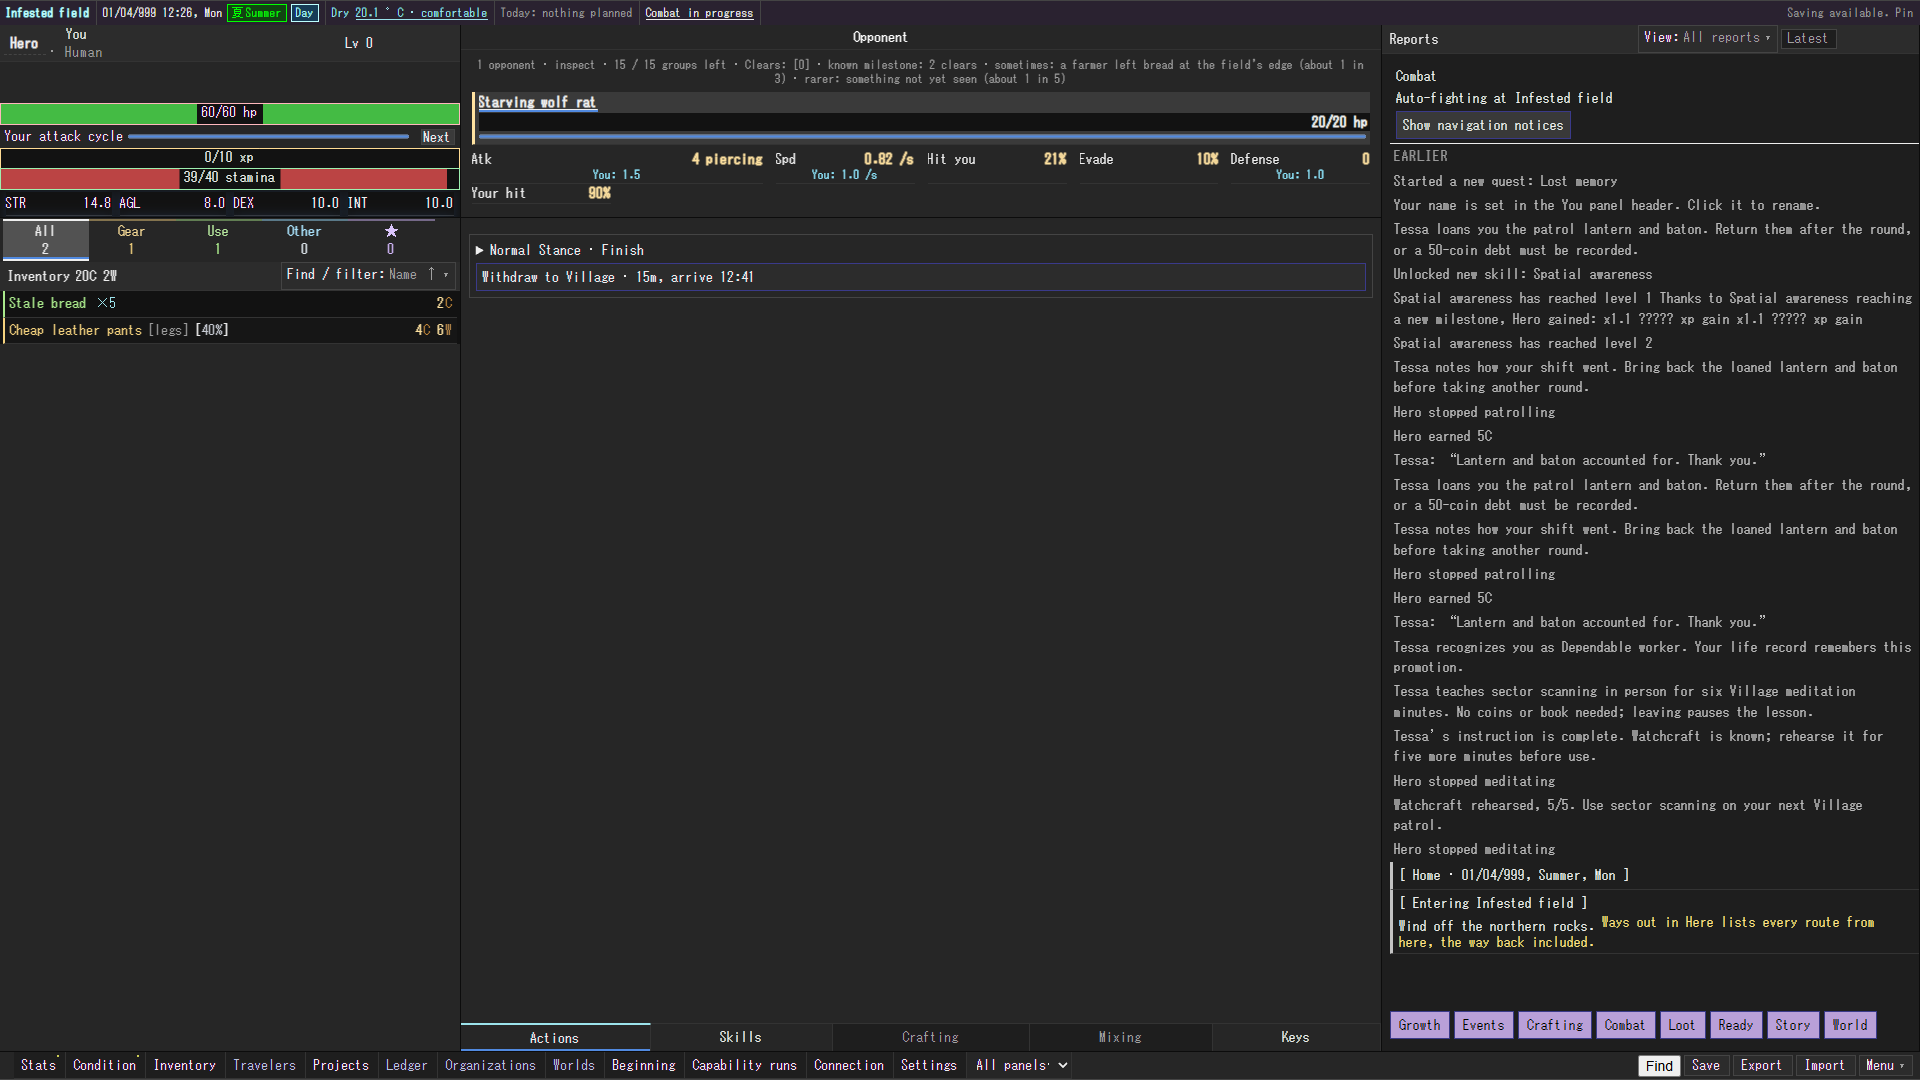 Infested field 01/04/999 12:26, Mon 夏Summer Day Dry 20.1 ° C · comfortable Today: nothing planned Combat in progress Saving available. Pin
Hero · You Human Lv 0
60/60 hp
Your attack cycle Next
0/10 xp
39/40 stamina
STR 14.8 AGL 8.0 DEX 10.0 INT 10.0
All Gear Use Other ★
2 1 1 0 0
Inventory 20C 2W Find / filter: Name ↑ ▾
Stale bread ×5 2C
Cheap leather pants [legs] [40%] 4C 6W
Opponent
1 opponent · inspect · 15 / 15 groups left · Clears: [0] · known milestone: 2 clears · sometimes: a farmer left bread at the field's edge (about 1 in
3) · rarer: something not yet seen (about 1 in 5)
Starving wolf rat
20/20 hp
Atk 4 piercing Spd 0.82 /s Hit you 21% Evade 10% Defense 0
You: 1.5 You: 1.0 /s You: 1.0
Your hit 90%
▶ Normal Stance · Finish
Withdraw to Village · 15m, arrive 12:41
Actions Skills Crafting Mixing Keys
Reports View: All reports ▾ Latest
Combat
Auto-fighting at Infested field
Show navigation notices
EARLIER
Started a new quest: Lost memory
Your name is set in the You panel header. Click it to rename.
Tessa loans you the patrol lantern and baton. Return them after the round,
or a 50-coin debt must be recorded.
Unlocked new skill: Spatial awareness
Spatial awareness has reached level 1 Thanks to Spatial awareness reaching
a new milestone, Hero gained: x1.1 ????? xp gain x1.1 ????? xp gain
Spatial awareness has reached level 2
Tessa notes how your shift went. Bring back the loaned lantern and baton
before taking another round.
Hero stopped patrolling
Hero earned 5C
Tessa: “Lantern and baton accounted for. Thank you.”
Tessa loans you the patrol lantern and baton. Return them after the round,
or a 50-coin debt must be recorded.
Tessa notes how your shift went. Bring back the loaned lantern and baton
before taking another round.
Hero stopped patrolling
Hero earned 5C
Tessa: “Lantern and baton accounted for. Thank you.”
Tessa recognizes you as Dependable worker. Your life record remembers this
promotion.
Tessa teaches sector scanning in person for six Village meditation
minutes. No coins or book needed; leaving pauses the lesson.
Tessa’s instruction is complete. Watchcraft is known; rehearse it for
five more minutes before use.
Hero stopped meditating
Watchcraft rehearsed, 5/5. Use sector scanning on your next Village
patrol.
Hero stopped meditating
[ Home · 01/04/999, Summer, Mon ]
[ Entering Infested field ]
Wind off the northern rocks. Ways out in Here lists every route from
here, the way back included.
Growth Events Crafting Combat Loot Ready Story World
Stats Condition Inventory Travelers Projects Ledger Organizations Worlds Beginning Capability runs Connection Settings All panels Find Save Export Import Menu ▾